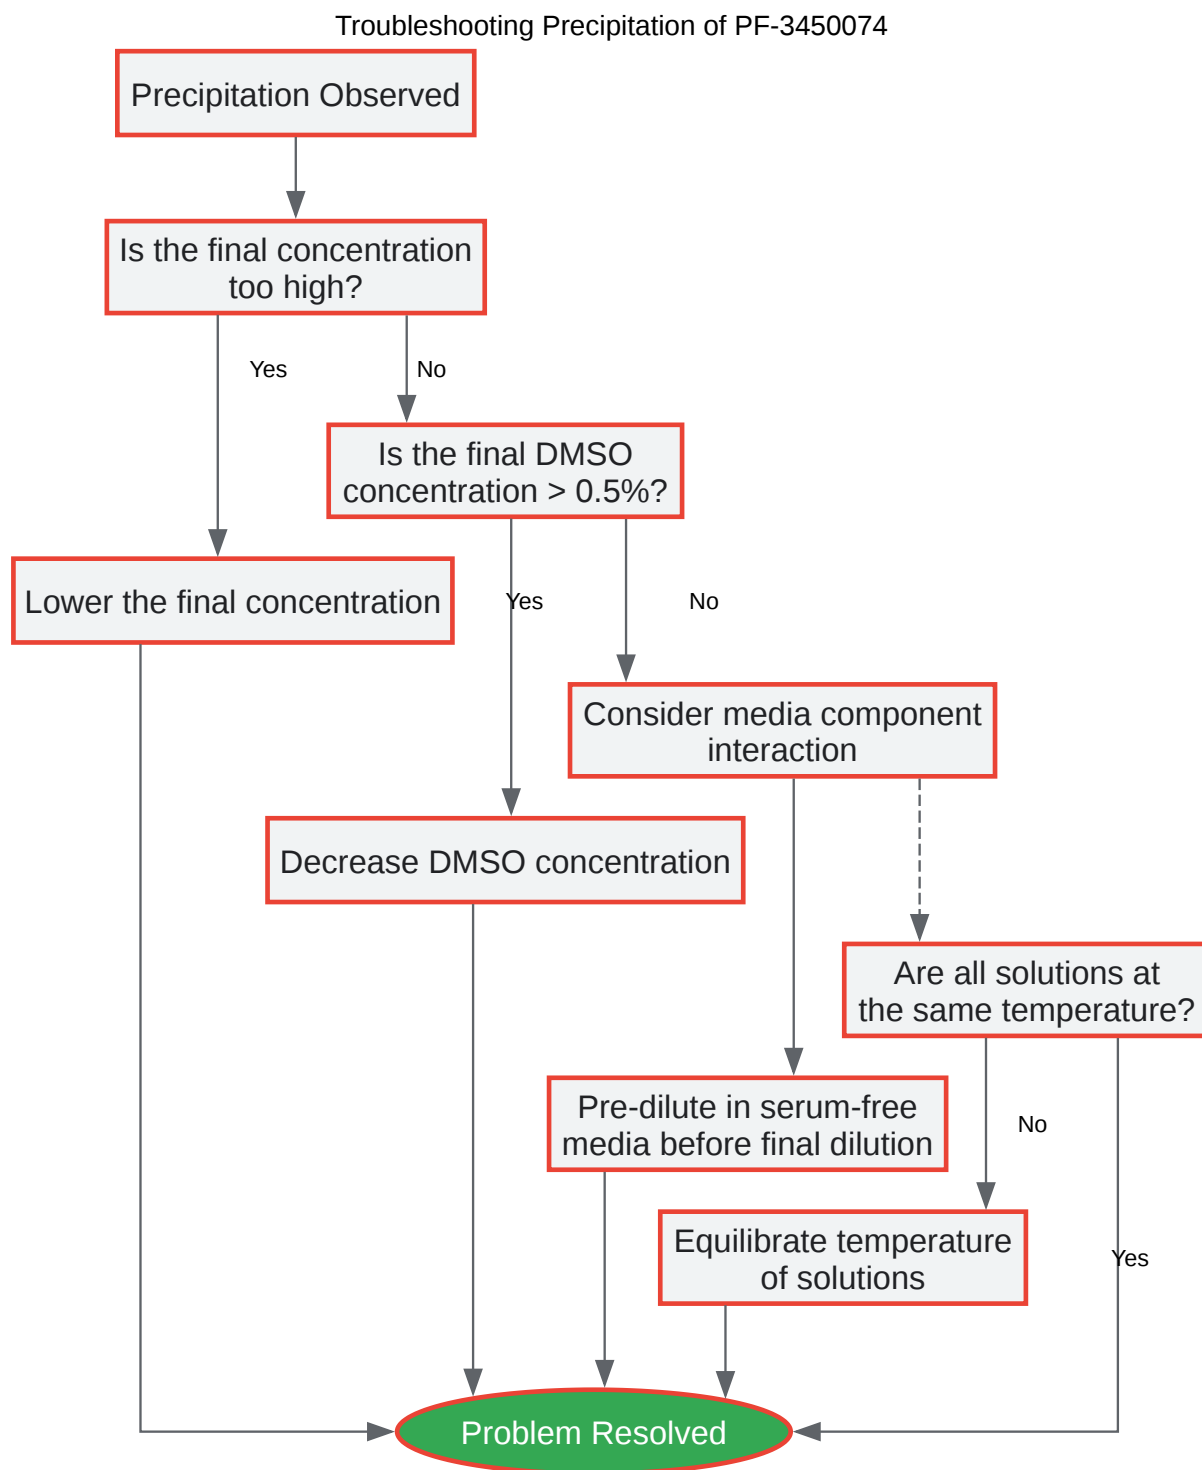 Troubleshooting Precipitation of PF-3450074
Precipitation Observed
Is the final concentration
too high?
Yes
No
Is the final DMSO
concentration > 0.5%?
Lower the final concentration
Yes
No
Consider media component
interaction
Decrease DMSO concentration
Are all solutions at
the same temperature?
Pre-dilute in serum-free
media before final dilution
No
Equilibrate temperature
of solutions
Yes
Problem Resolved